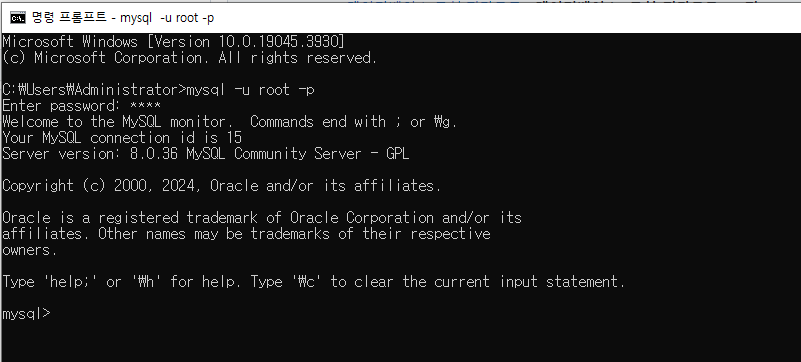 명령 프롬프트 - mysql -u root -p
Microsoft Windows [Version 10.0.19045.3930]
(c) Microsoft Corporation. All rights reserved.
C:₩Users₩Administrator>mysql -u root -p
Enter password: ****
Welcome to the MySQL monitor.  Commands end with ; or ₩g.
Your MySQL connection id is 15
Server version: 8.0.36 MySQL Community Server - GPL
Copyright (c) 2000, 2024, Oracle and/or its affiliates.
Oracle is a registered trademark of Oracle Corporation and/or its
affiliates. Other names may be trademarks of their respective
owners.
Type 'help;' or '₩h' for help. Type '₩c' to clear the current input statement.
mysql>